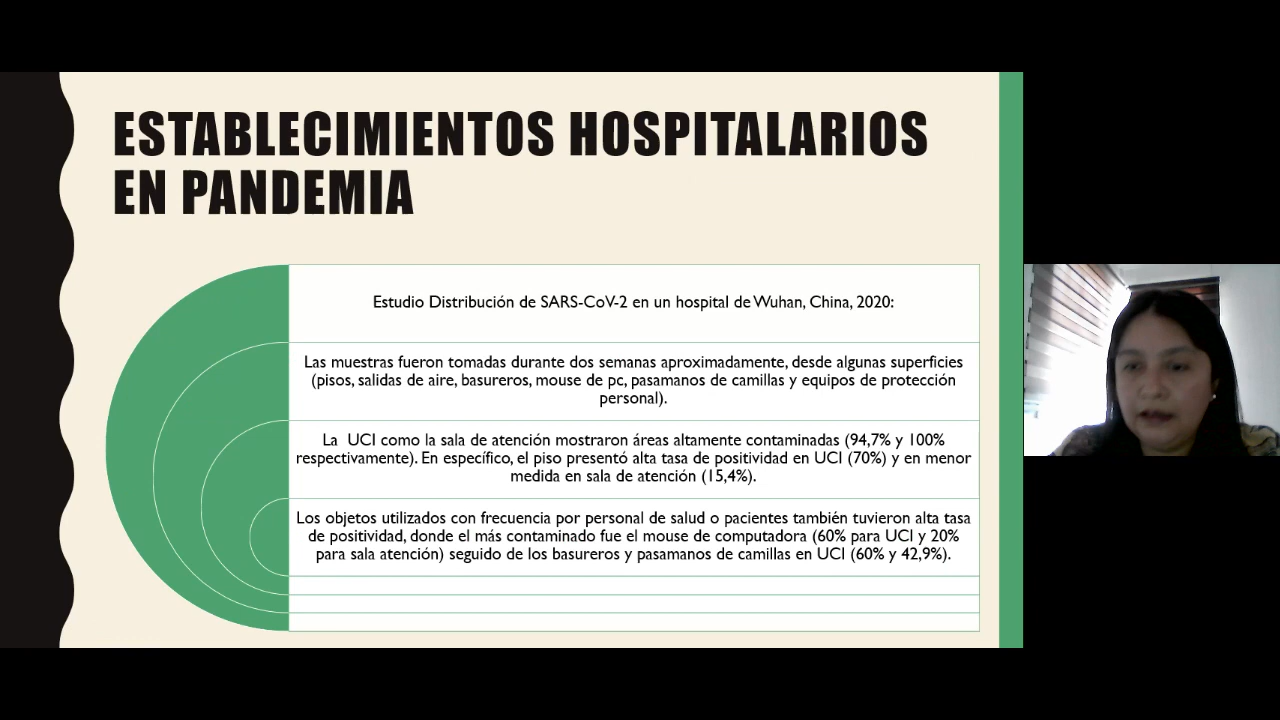 ESTABLECIMIENTOS HOSPITALARIOS
EN PANDEMIA
Estudio Distribución de SARS-CoV-2 en un hospital de Wuhan, China, 2020:
Las muestras fueron tomadas durante dos semanas aproximadamente, desde algunas superficies
(pisos, salidas de aire, basureros, mouse de pc, pasamanos de camillas y equipos de protección
personal).
La UCI como la sala de atención mostraron áreas altamente contaminadas (94,7% y 100%
respectivamente). En específico, el piso presentó alta tasa de positividad en UCI (70%) y en menor
medida en sala de atención (15,4%).
Los objetos utilizados con frecuencia por personal de salud o pacientes también tuvieron alta tasa
de positividad, donde el más contaminado fue el mouse de computadora (60% para UCI y 20%
para sala atención) seguido de los basureros y pasamanos de camillas en UCI (60% y 42,9%).